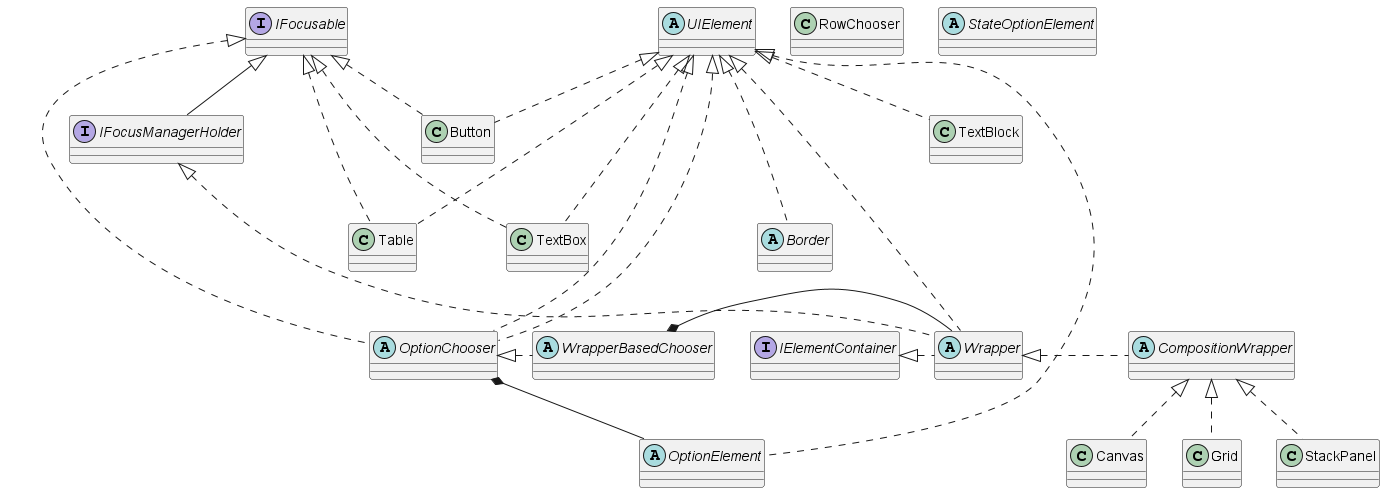 I IFocusable
A UIElement
C RowChooser
A StateOptionElement
I IFocusManagerHolder
C Button
C TextBlock
C Table
C TextBox
A Border
A OptionChooser
A WrapperBasedChooser
I IElementContainer
A Wrapper
A CompositionWrapper
A OptionElement
C Canvas
C Grid
C StackPanel